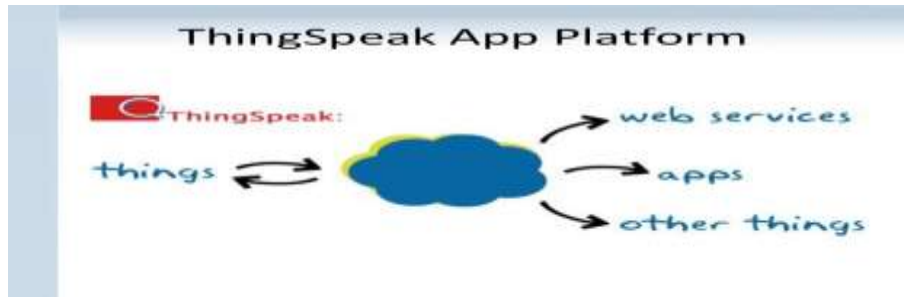 ThingSpeak App Platform
ThingSpeak:
web services
things
apps
other things